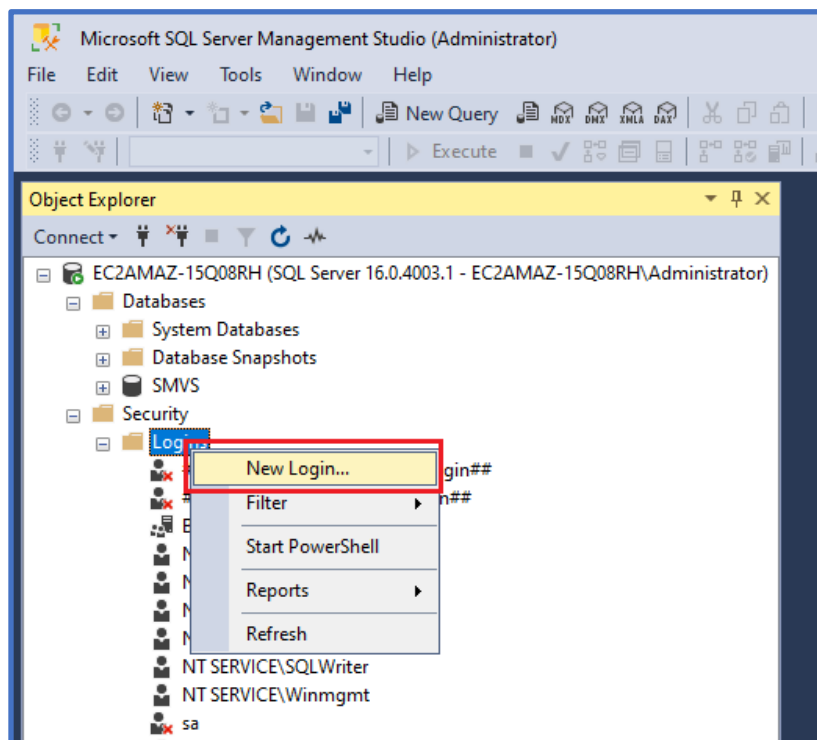 Microsoft SQL Server Management Studio (Administrator)
File Edit View Tools Window Help
New Query MDX DMX XMLA DAX
Execute
Object Explorer
Connect
EC2AMAZ-15Q08RH (SQL Server 16.0.4003.1 - EC2AMAZ-15Q08RH\Administrator)
Databases
System Databases
Database Snapshots
SMVS
Security
Logins
New Login... gin##
Filter n##
Start PowerShell
Reports
Refresh
NT SERVICE\SQLWriter
NT SERVICE\Winmgmt
sa